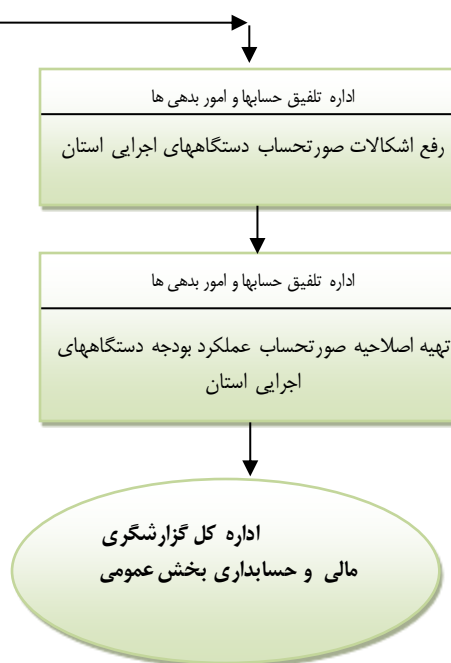 اداره تلفیق حسابها و امور بدهی ها
رفع اشکالات صورتحساب دستگاههای اجرایی استان
اداره تلفیق حسابها و امور بدهی ها
تهیه اصلاحیه صورتحساب عملکرد بودجه دستگاههای
اجرایی استان
اداره کل گزارشگری
مالی و حسابداری بخش عمومی